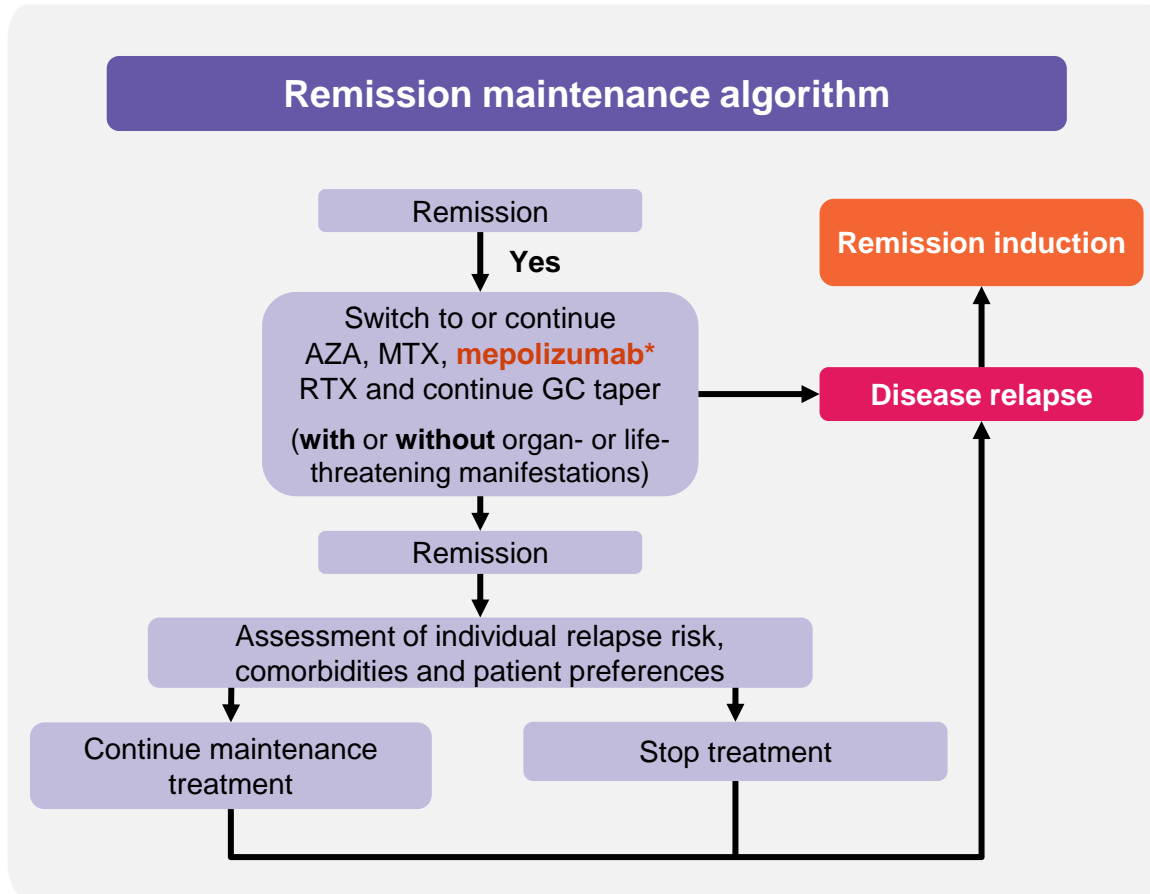 Remission maintenance algorithm
Remission
Yes
Remission induction
Switch to or continue
AZA, MTX, mepolizumab*
RTX and continue GC taper
(with or without organ- or life-
threatening manifestations)
Disease relapse
Remission
Assessment of individual relapse risk,
comorbidities and patient preferences
Continue maintenance
treatment
Stop treatment